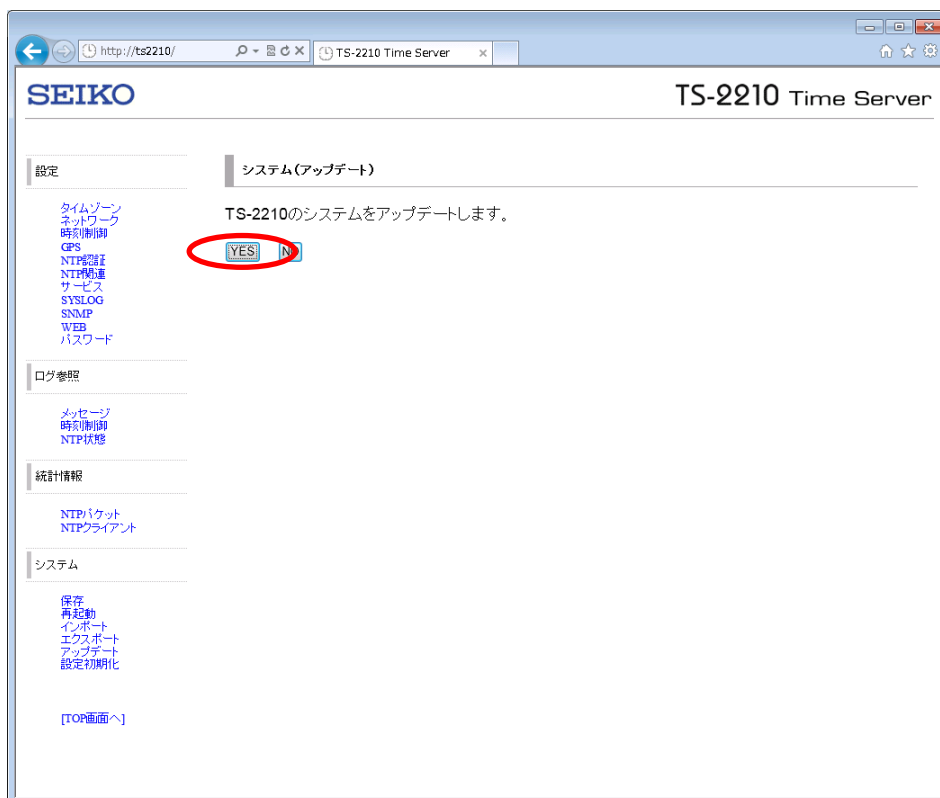 http://ts2210/
TS-2210 Time Server
SEIKO
TS-2210 Time Server
設定
システム(アップデート)
タイムゾーン
ネットワーク
時刻制御
GPS
NTP認証
NTP関連
サービス
SYSLOG
SNMP
WEB
パスワード
TS-2210のシステムをアップデートします。
YES
ログ参照
メッセージ
時刻制御
NTP状態
統計情報
NTPパケット
NTPクライアント
システム
保存
再起動
インポート
エクスポート
アップデート
設定初期化
[TOP画面へ]